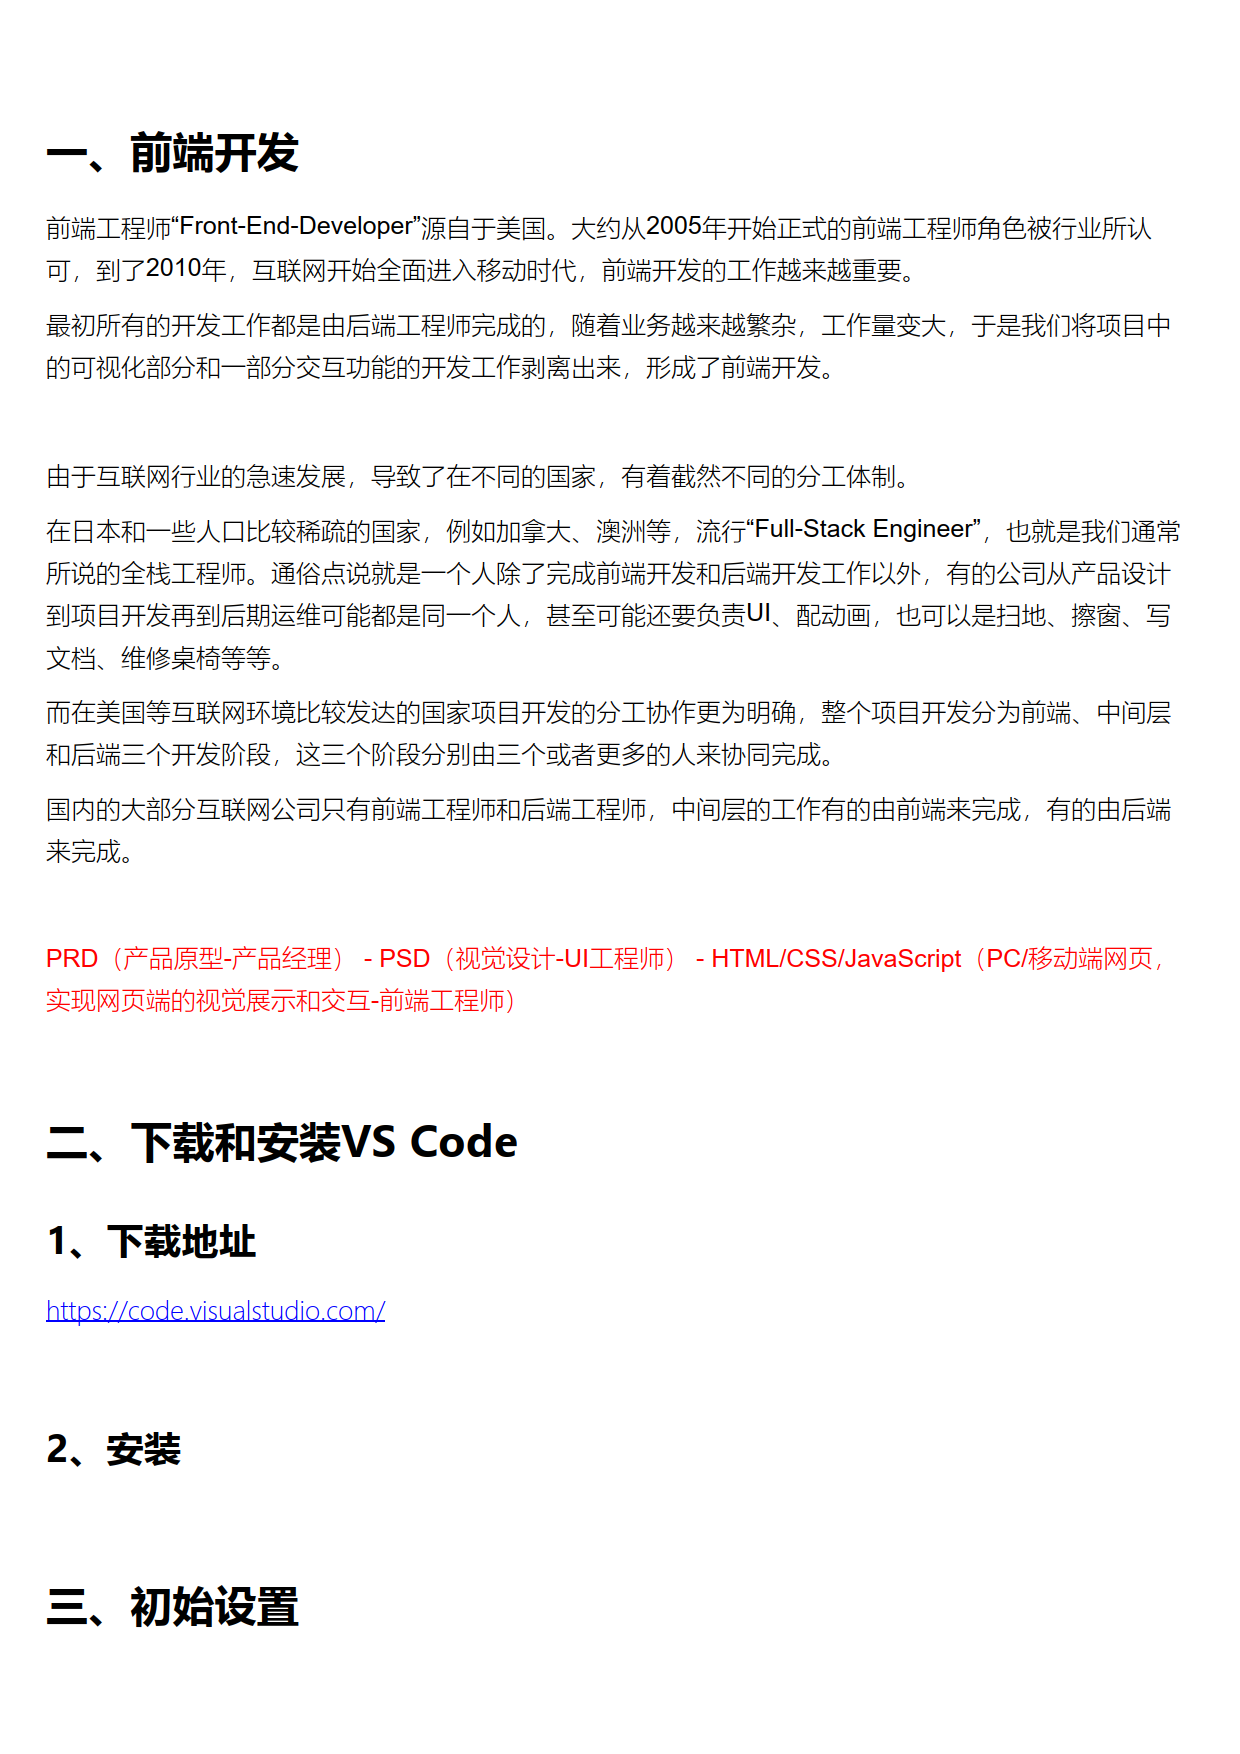 一、前端开发
前端工程师“Front-End-Developer”源自于美国。大约从2005年开始正式的前端工程师角色被行业所认
可，到了2010年，互联网开始全面进入移动时代，前端开发的工作越来越重要。
最初所有的开发工作都是由后端工程师完成的，随着业务越来越繁杂，工作量变大，于是我们将项目中
的可视化部分和一部分交互功能的开发工作剥离出来，形成了前端开发。
由于互联网行业的急速发展，导致了在不同的国家，有着截然不同的分工体制。
在日本和一些人口比较稀疏的国家，例如加拿大、澳洲等，流行“Full-Stack Engineer”，也就是我们通常
所说的全栈工程师。通俗点说就是一个人除了完成前端开发和后端开发工作以外，有的公司从产品设计
到项目开发再到后期运维可能都是同一个人，甚至可能还要负责UI、配动画，也可以是扫地、擦窗、写
文档、维修桌椅等等。
而在美国等互联网环境比较发达的国家项目开发的分工协作更为明确，整个项目开发分为前端、中间层
和后端三个开发阶段，这三个阶段分别由三个或者更多的人来协同完成。
国内的大部分互联网公司只有前端工程师和后端工程师，中间层的工作有的由前端来完成，有的由后端
来完成。
PRD（产品原型-产品经理） - PSD（视觉设计-UI工程师） - HTML/CSS/JavaScript（PC/移动端网页，
实现网页端的视觉展示和交互-前端工程师）
二、下载和安装VS Code
1、下载地址
https://code.visualstudio.com/
2、安装
三、初始设置